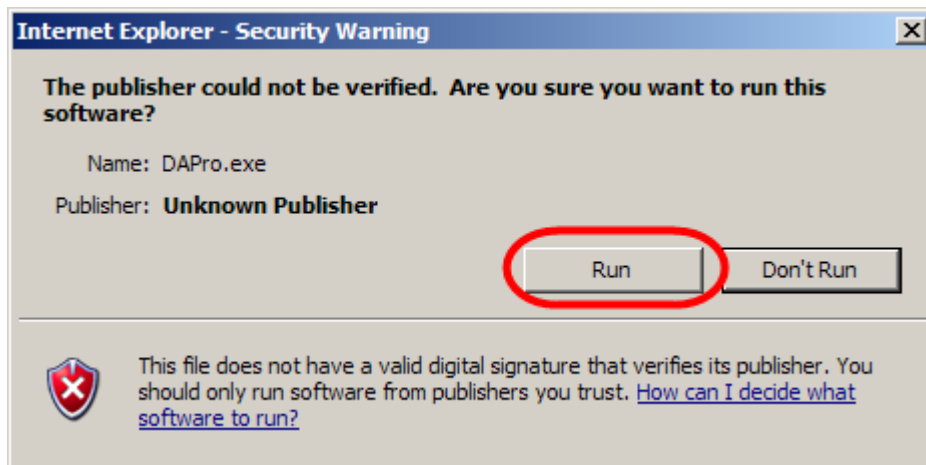 Internet Explorer - Security Warning
The publisher could not be verified.  Are you sure you want to run this
software?
Name: DAPro.exe
Publisher: Unknown Publisher
Run Don't Run
This file does not have a valid digital signature that verifies its publisher. You
should only run software from publishers you trust. How can I decide what
software to run?